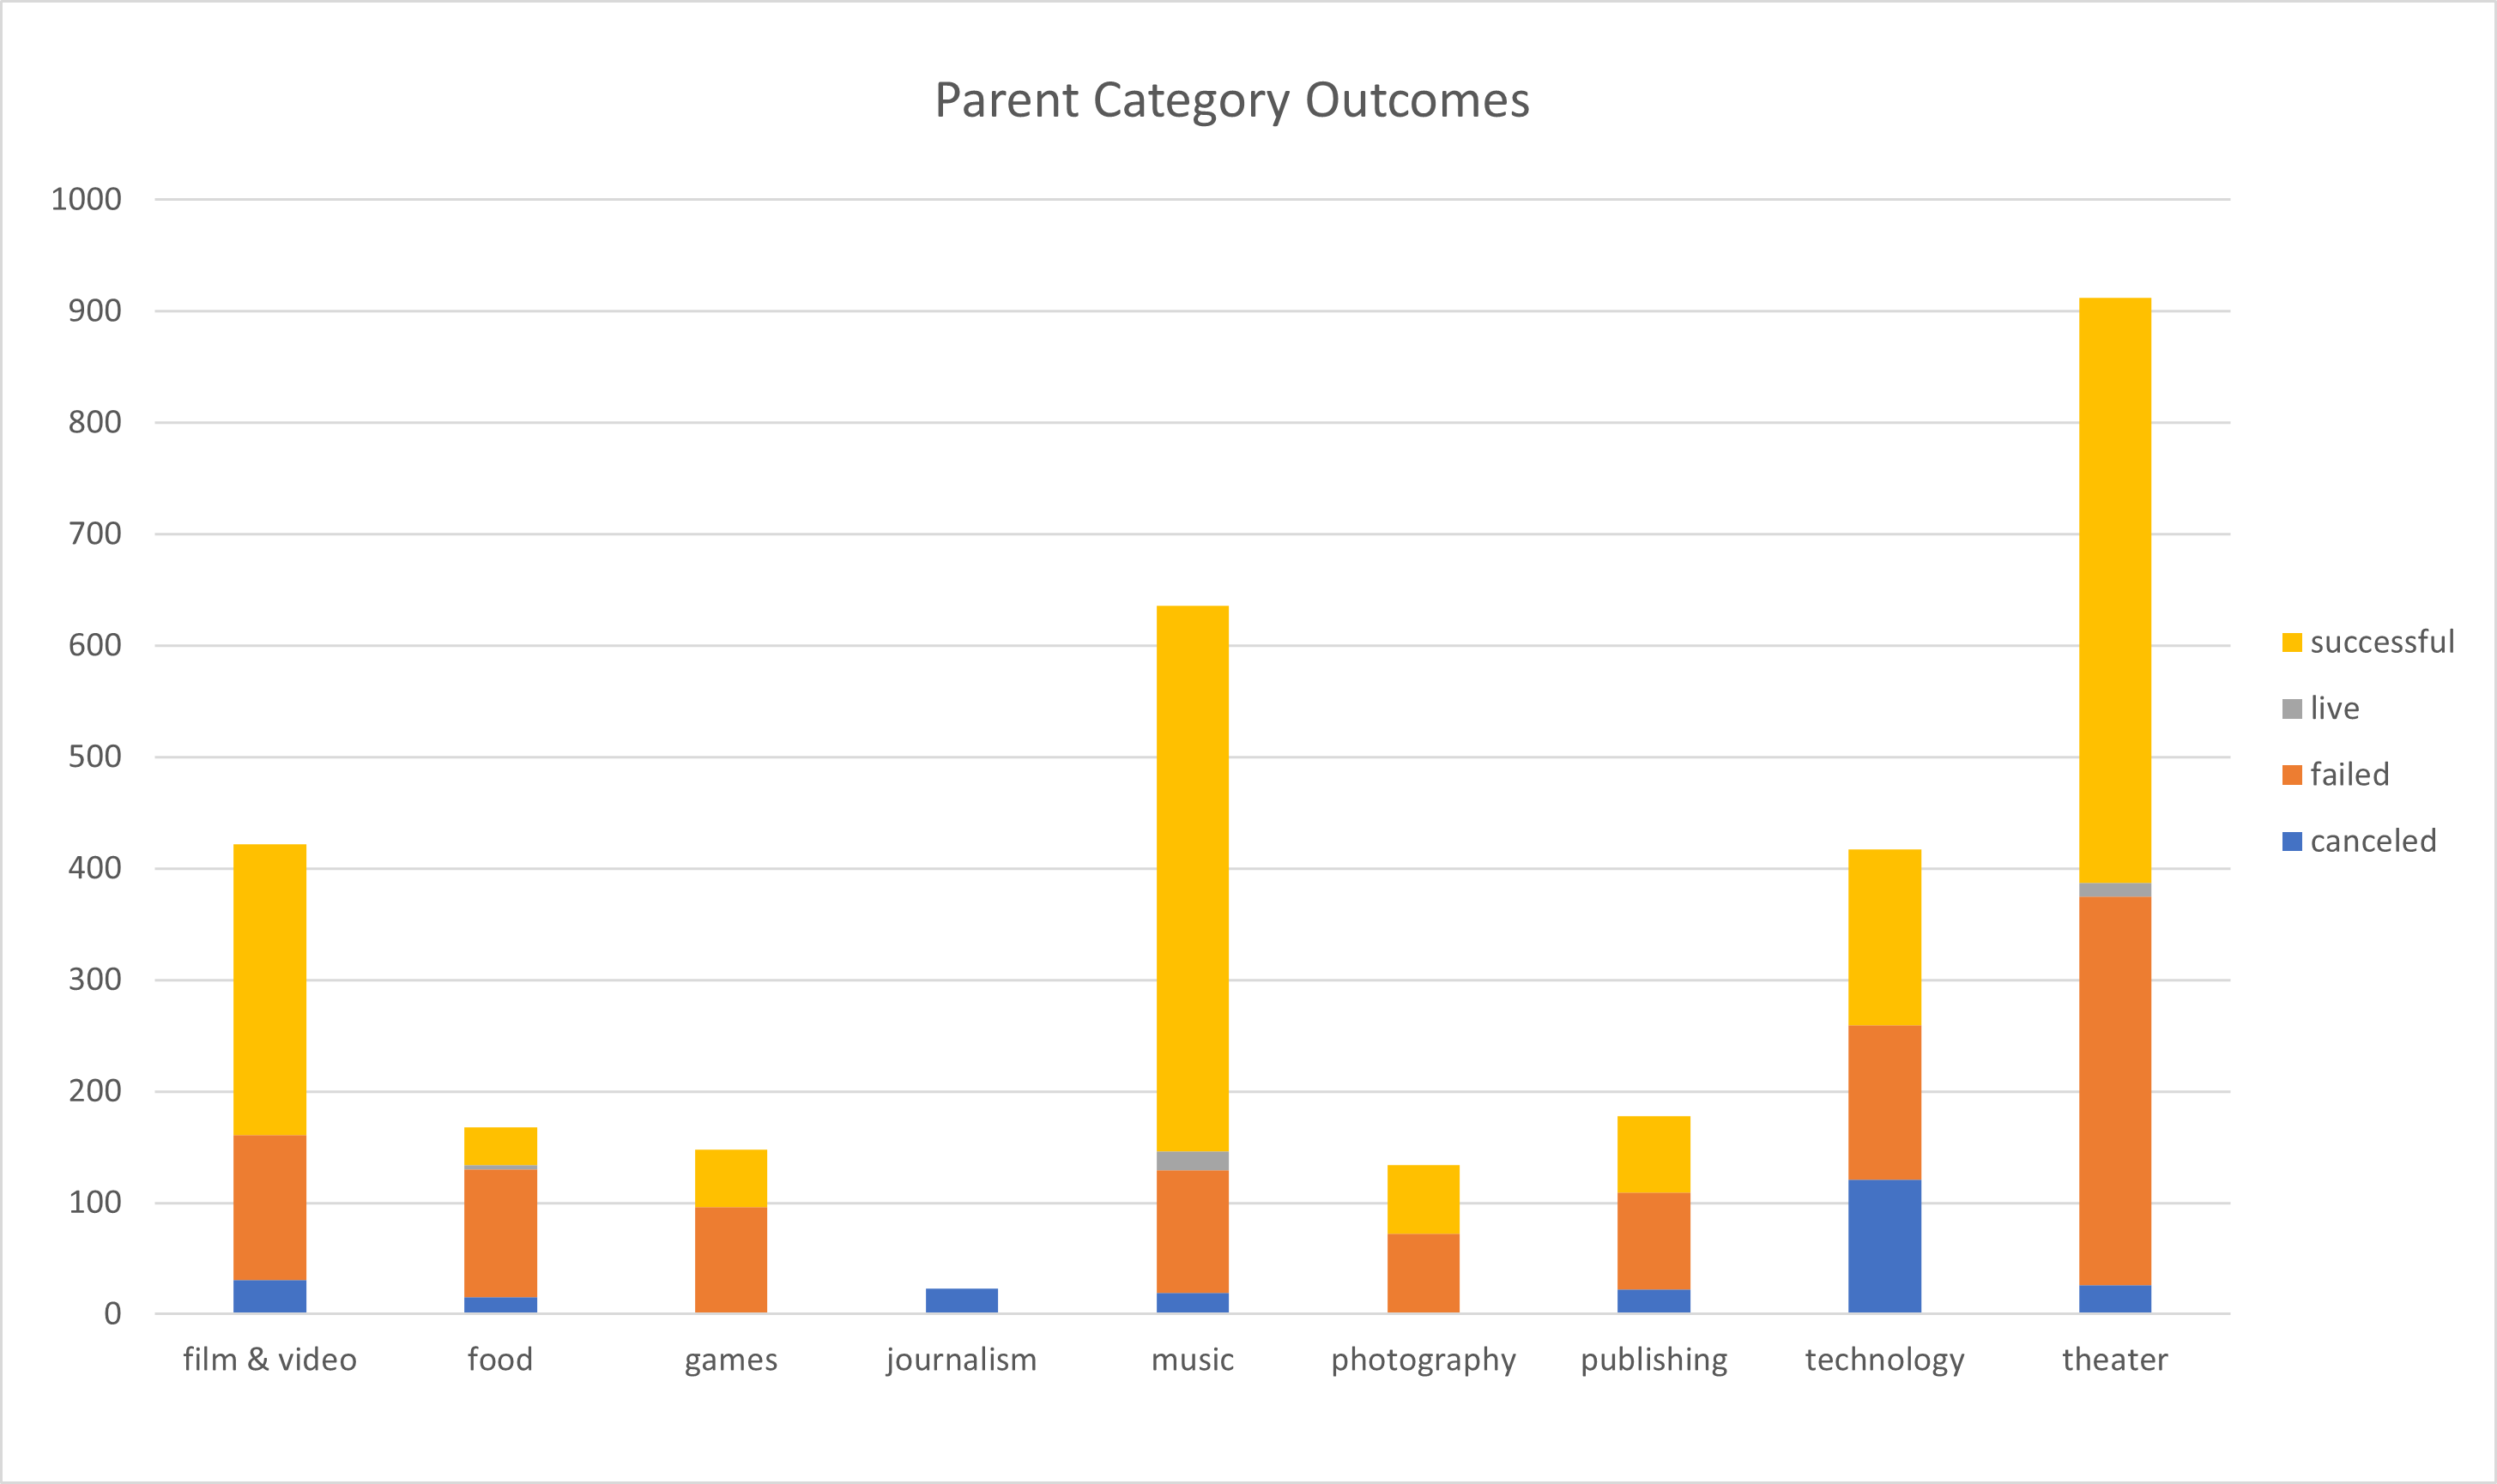 Parent Category Outcomes
1000
900
800
700
600
500
400
300
200
100
0
film & video food games journalism music photography publishing technology theater
successful
live
failed
canceled